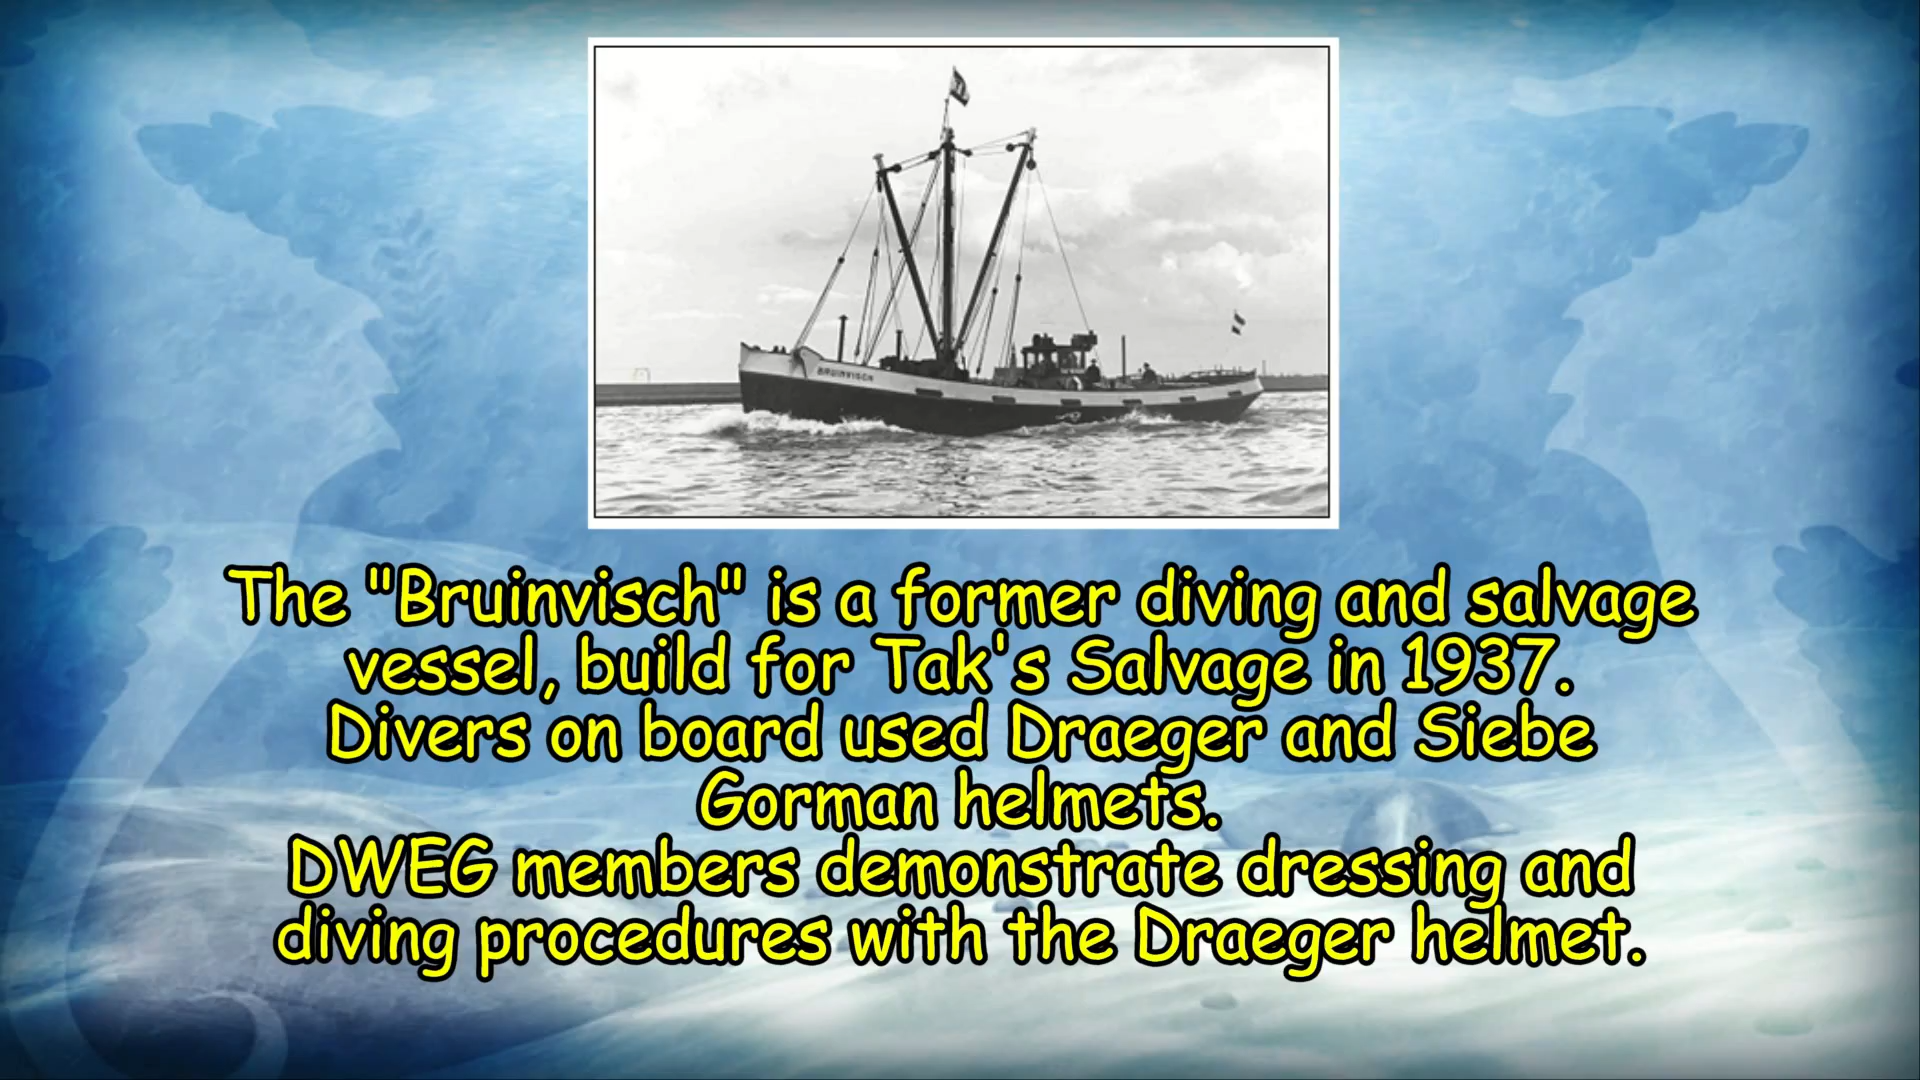 BRUINVISCH
The "Bruinvisch" is a former diving and salvage
vessel, build for Tak's Salvage in 1937.
Divers on board used Draeger and Siebe
Gorman helmets.
DWEG members demonstrate dressing and
diving procedures with the Draeger helmet.